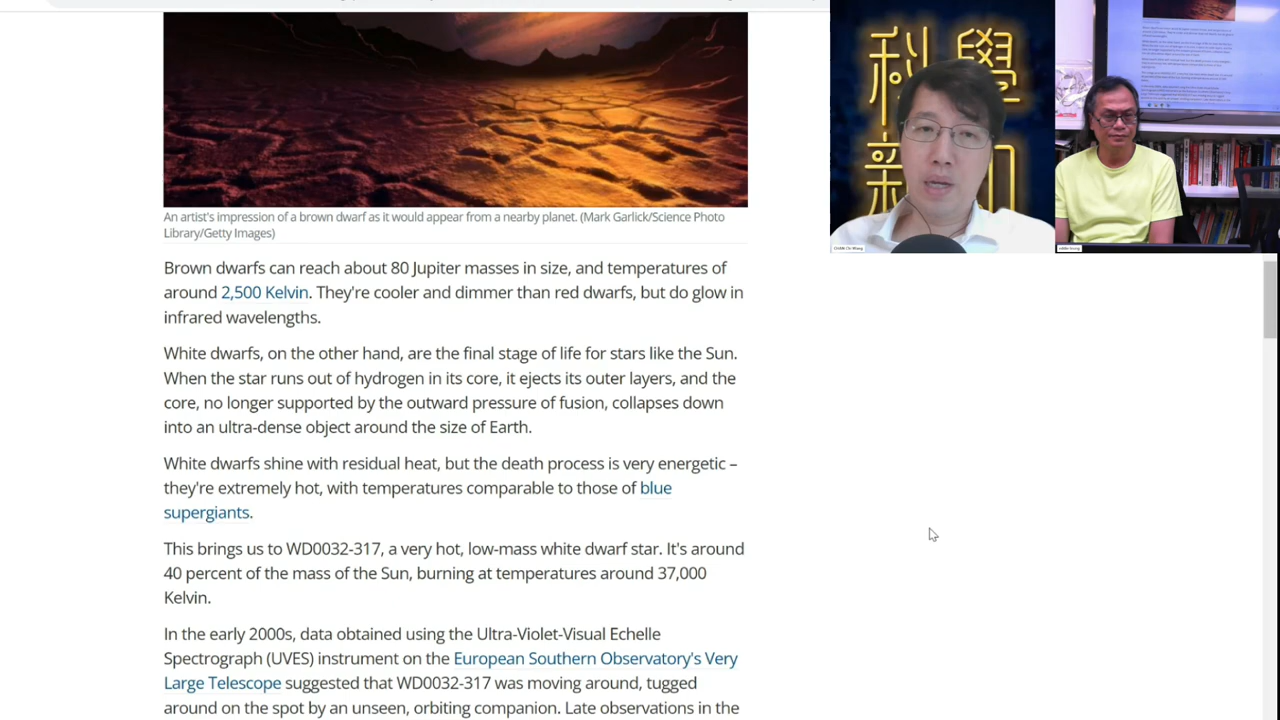 An artist's impression of a brown dwarf as it would appear from a nearby planet. (Mark Garlick/Science Photo
Library/Getty Images)
Brown dwarfs can reach about 80 Jupiter masses in size, and temperatures of
around 2,500 Kelvin. They're cooler and dimmer than red dwarfs, but do glow in
infrared wavelengths.
White dwarfs, on the other hand, are the final stage of life for stars like the Sun.
When the star runs out of hydrogen in its core, it ejects its outer layers, and the
core, no longer supported by the outward pressure of fusion, collapses down
into an ultra-dense object around the size of Earth.
White dwarfs shine with residual heat, but the death process is very energetic –
they're extremely hot, with temperatures comparable to those of blue
supergiants.
This brings us to WD0032-317, a very hot, low-mass white dwarf star. It's around
40 percent of the mass of the Sun, burning at temperatures around 37,000
Kelvin.
In the early 2000s, data obtained using the Ultra-Violet-Visual Echelle
Spectrograph (UVES) instrument on the European Southern Observatory's Very
Large Telescope suggested that WD0032-317 was moving around, tugged
around on the spot by an unseen, orbiting companion. Late observations in the
科學
新